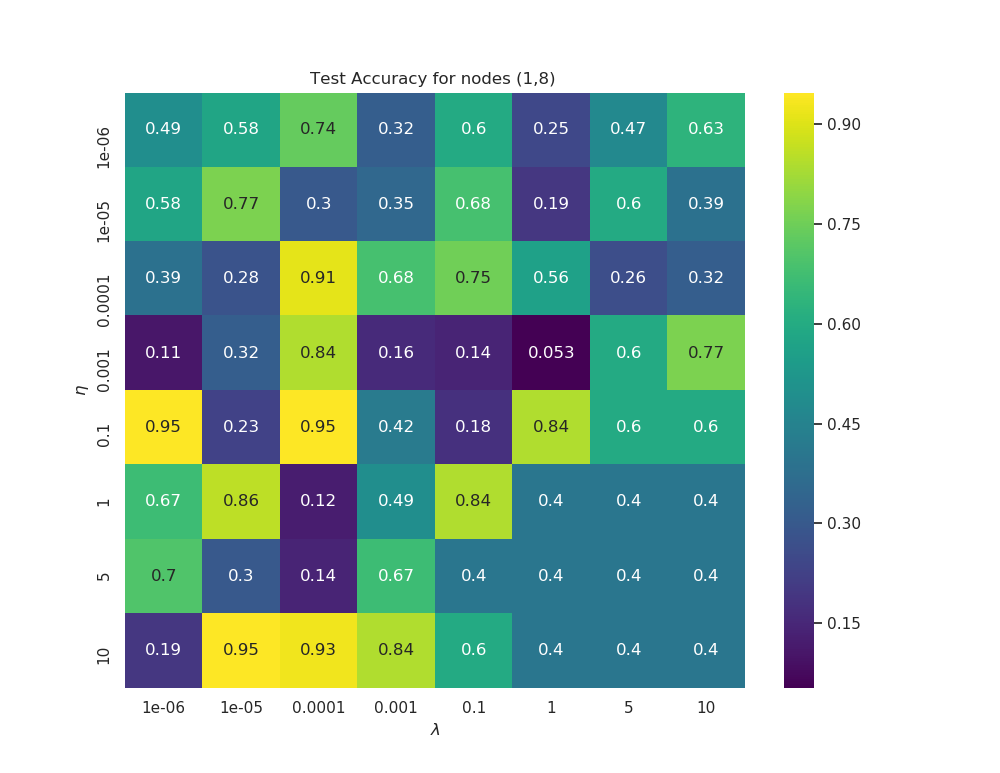 Test Accuracy for nodes (1,8)
1e-06 0.49 0.58 0.74 0.32 0.6 0.25 0.47 0.63
1e-05 0.58 0.77 0.3 0.35 0.68 0.19 0.6 0.39
0.0001 0.39 0.28 0.91 0.68 0.75 0.56 0.26 0.32
0.001 0.11 0.32 0.84 0.16 0.14 0.053 0.6 0.77
η
0.1 0.95 0.23 0.95 0.42 0.18 0.84 0.6 0.6
1 0.67 0.86 0.12 0.49 0.84 0.4 0.4 0.4
5 0.7 0.3 0.14 0.67 0.4 0.4 0.4 0.4
10 0.19 0.95 0.93 0.84 0.6 0.4 0.4 0.4
1e-06 1e-05 0.0001 0.001 0.1 1 5 10
λ
0.90
0.75
0.60
0.45
0.30
0.15